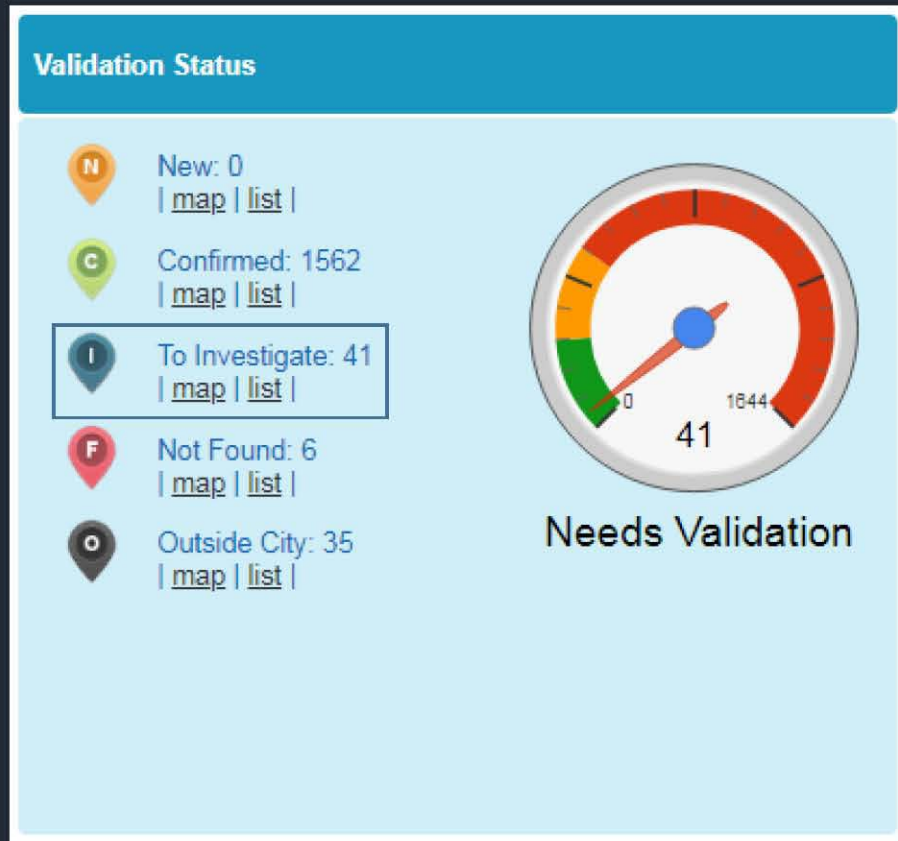 Validation Status
N
New: 0
| map | list |
C
Confirmed: 1562
| map | list |
I
To Investigate: 41
| map | list |
F
Not Found: 6
| map | list |
O
Outside City: 35
| map | list |
0
1644
41
Needs Validation